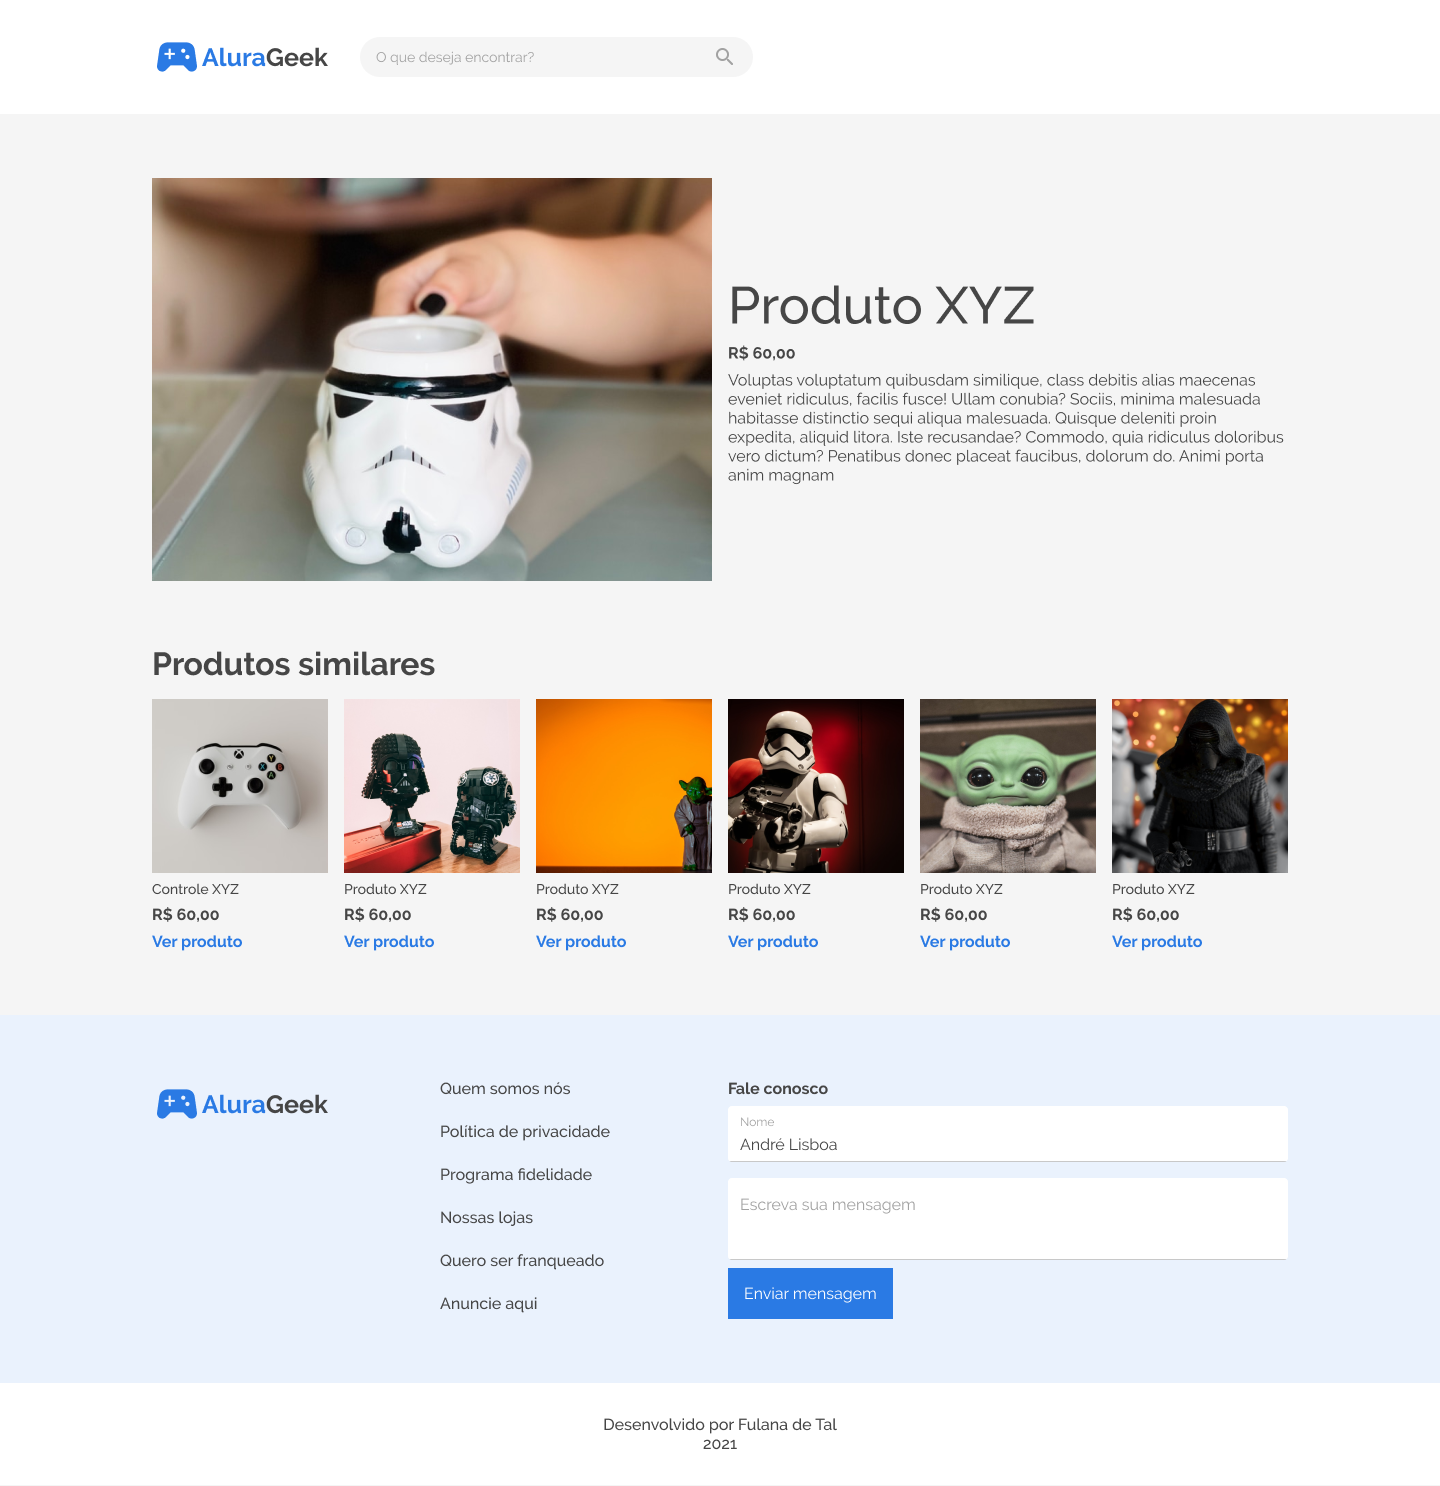 AluraGeek
O que deseja encontrar?
Produto XYZ
R$ 60,00
Voluptas voluptatum quibusdam similique, class debitis alias maecenas
eveniet ridiculus, facilis fusce! Ullam conubia? Sociis, minima malesuada
habitasse distinctio sequi aliqua malesuada. Quisque deleniti proin
expedita, aliquid litora. Iste recusandae? Commodo, quia ridiculus doloribus
vero dictum? Penatibus donec placeat faucibus, dolorum do. Animi porta
anim magnam
Produtos similares
Controle XYZ
R$ 60,00
Ver produto
Produto XYZ
R$ 60,00
Ver produto
Produto XYZ
R$ 60,00
Ver produto
Produto XYZ
R$ 60,00
Ver produto
Produto XYZ
R$ 60,00
Ver produto
Produto XYZ
R$ 60,00
Ver produto
AluraGeek
Quem somos nós
Política de privacidade
Programa fidelidade
Nossas lojas
Quero ser franqueado
Anuncie aqui
Fale conosco
Nome
André Lisboa
Escreva sua mensagem
Enviar mensagem
Desenvolvido por Fulana de Tal
2021